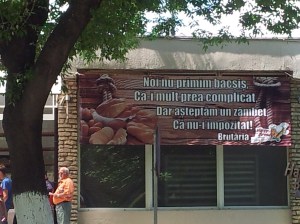 Noi nu primim bacsis,
Ca-i mult prea complicat.
Dar asteptam un zambet
Ca nu-i impozitat!
Brutaria